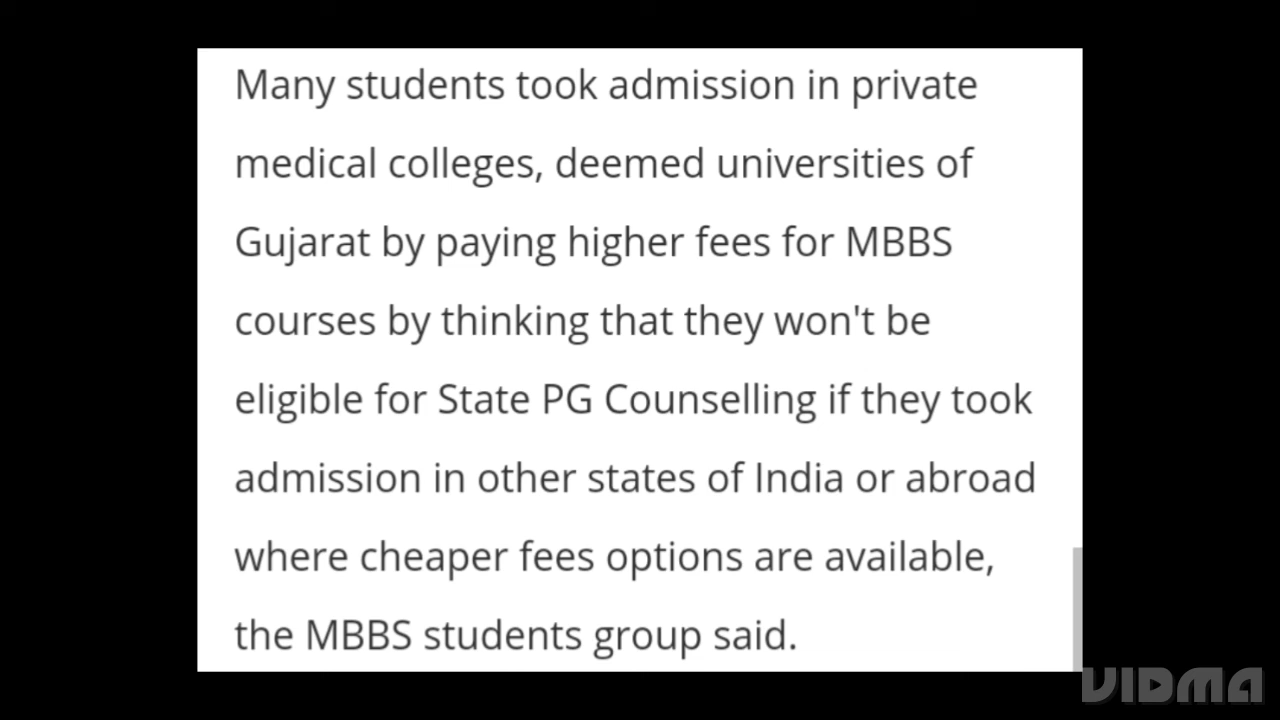 Many students took admission in private
medical colleges, deemed universities of
Gujarat by paying higher fees for MBBS
courses by thinking that they won't be
eligible for State PG Counselling if they took
admission in other states of India or abroad
where cheaper fees options are available,
the MBBS students group said.
VIDMA